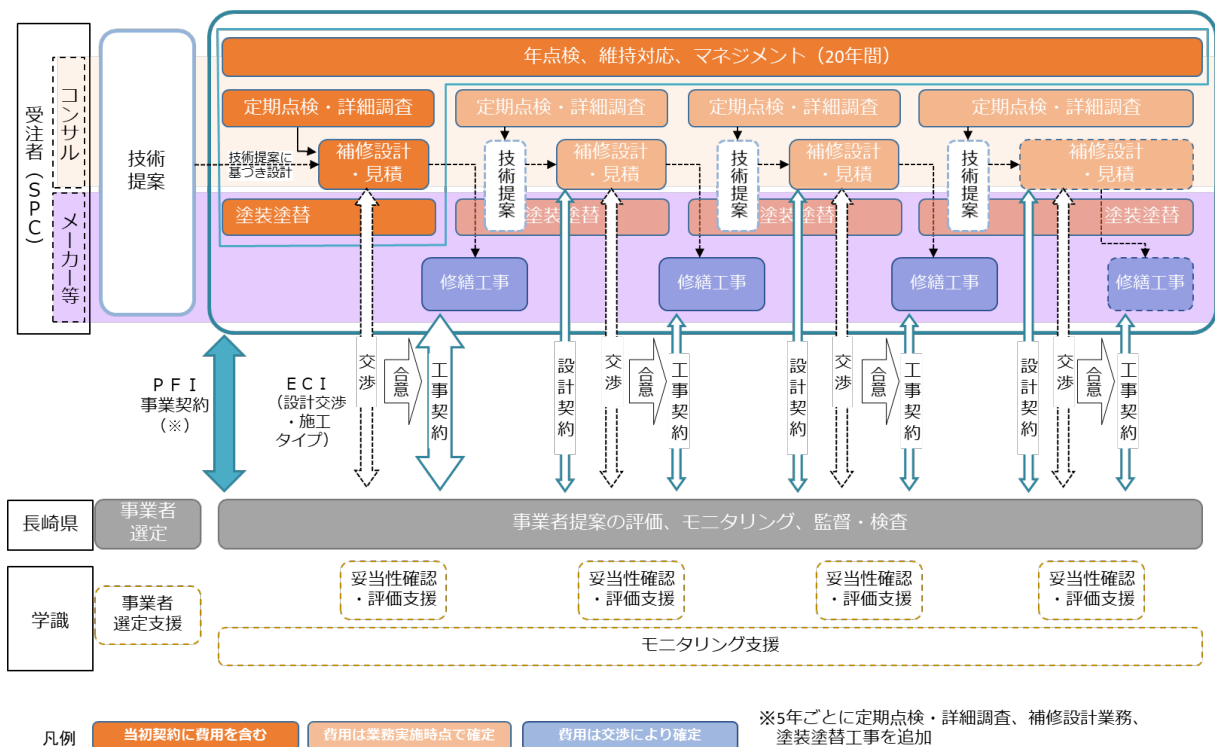 受注者（SPC）
コンサル
メーカー等
技術
提案
年点検、維持対応、マネジメント（20年間）
定期点検・詳細調査
定期点検・詳細調査
定期点検・詳細調査
定期点検・詳細調査
技術提案に
基づき設計
補修設計
・見積
技術提案
補修設計
・見積
技術提案
補修設計
・見積
技術提案
補修設計
・見積
塗装塗替
塗装塗替
塗装塗替
塗装塗替
修繕工事
修繕工事
修繕工事
修繕工事
ＰＦＩ
事業契約
（※）
ＥＣＩ
（設計交渉
・施工
タイプ）
交渉
合意
工事契約
設計契約
交渉
合意
工事契約
設計契約
交渉
合意
工事契約
設計契約
交渉
合意
工事契約
長崎県
事業者
選定
事業者提案の評価、モニタリング、監督・検査
学識
事業者
選定支援
妥当性確認
・評価支援
妥当性確認
・評価支援
妥当性確認
・評価支援
妥当性確認
・評価支援
モニタリング支援
凡例
当初契約に費用を含む
費用は業務実施時点で確定
費用は交渉により確定
※5年ごとに定期点検・詳細調査、補修設計業務、
塗装塗替工事を追加